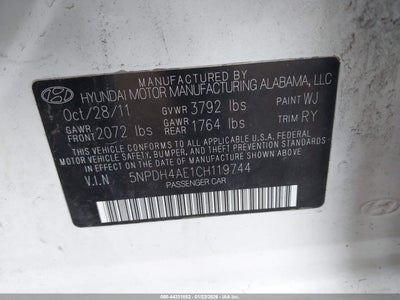 HYUNDAI MOTOR MANUFACTURING ALABAMA, LLC
Oct/28/11 GVWR 3792 lbs PAINT WJ
GAWR FRONT 2072 lbs GAWR REAR 1764 lbs TRIM RY
THIS VEHICLE CONFORMS TO ALL APPLICABLE U.S. FEDERAL MOTOR
VEHICLE SAFETY, BUMPER, AND THEFT PREVENTION STANDARDS
IN EFFECT ON THE DATE OF MANUFACTURE SHOWN ABOVE.
V.I.N 5NPDH4AE1CH119744
PASSENGER CAR